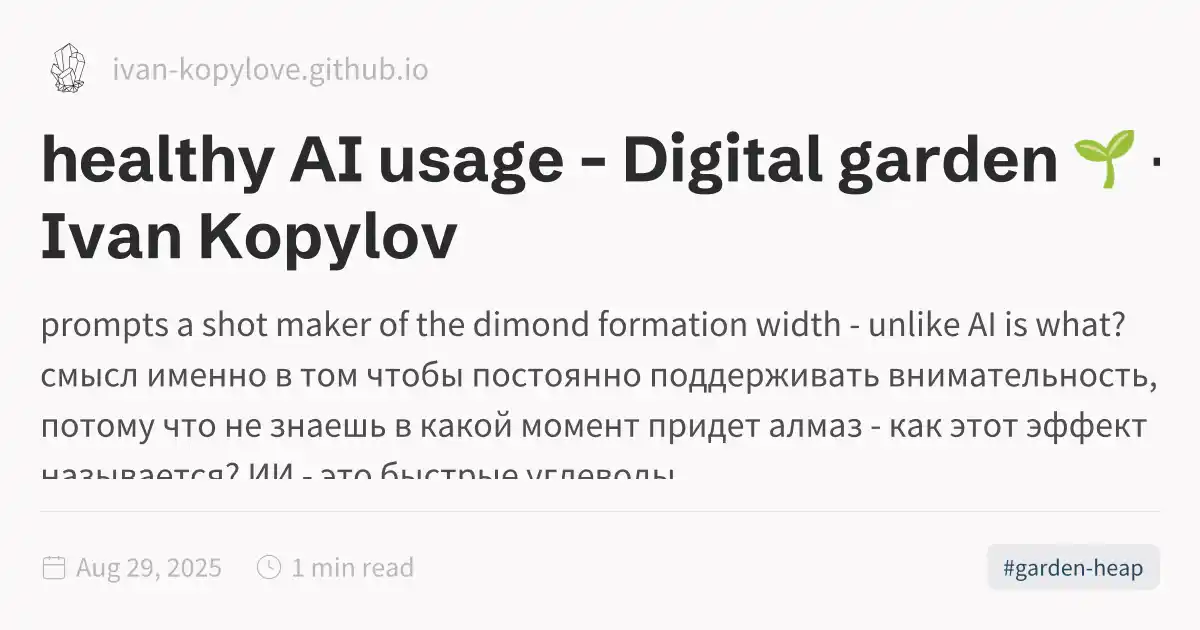 ivan-kopylove.github.io
healthy AI usage - Digital garden 🌱 ·
Ivan Kopylov
prompts a shot maker of the dimond formation width - unlike AI is what?
смысл именно в том чтобы постоянно поддерживать внимательность,
потому что не знаешь в какой момент придет алмаз - как этот эффект
называется? ИИ - это быстрые углеводы
Aug 29, 2025
1 min read
#garden-heap